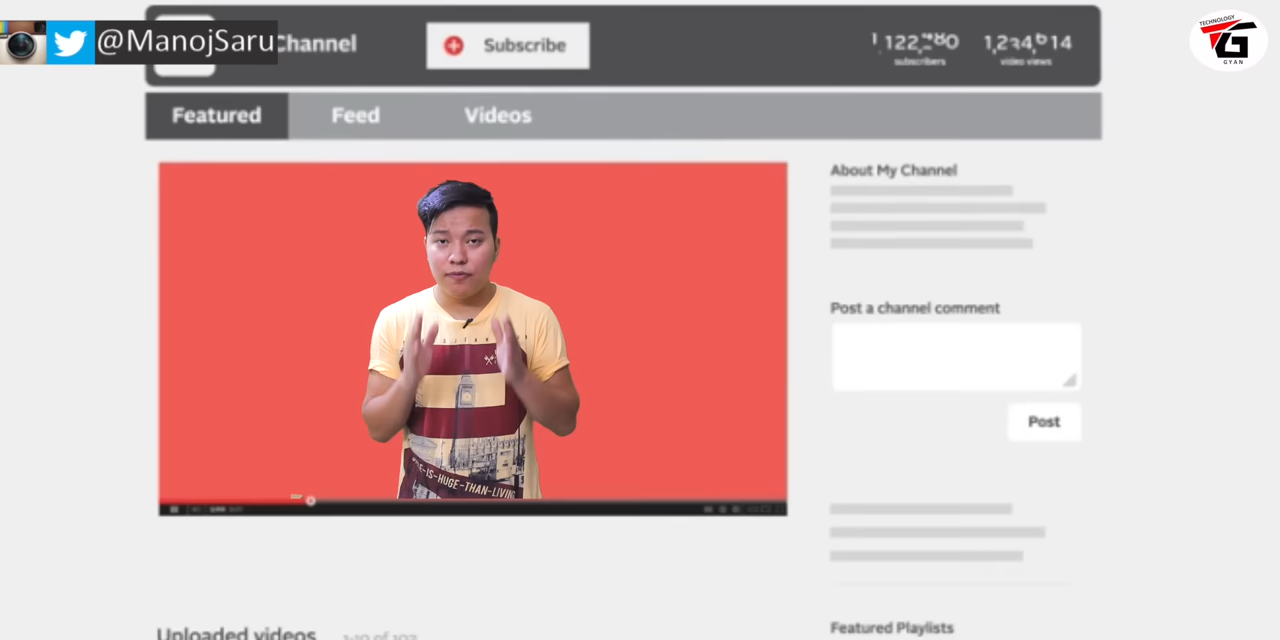 @ManojSaru
Channel
Subscribe
subscribers
video views
TECHNOLOGY
GYAN
Featured
Feed
Videos
About My Channel
Post a channel comment
Post
-IS-HUGE-THAN-LIVING
Uploaded videos
Featured Playlists